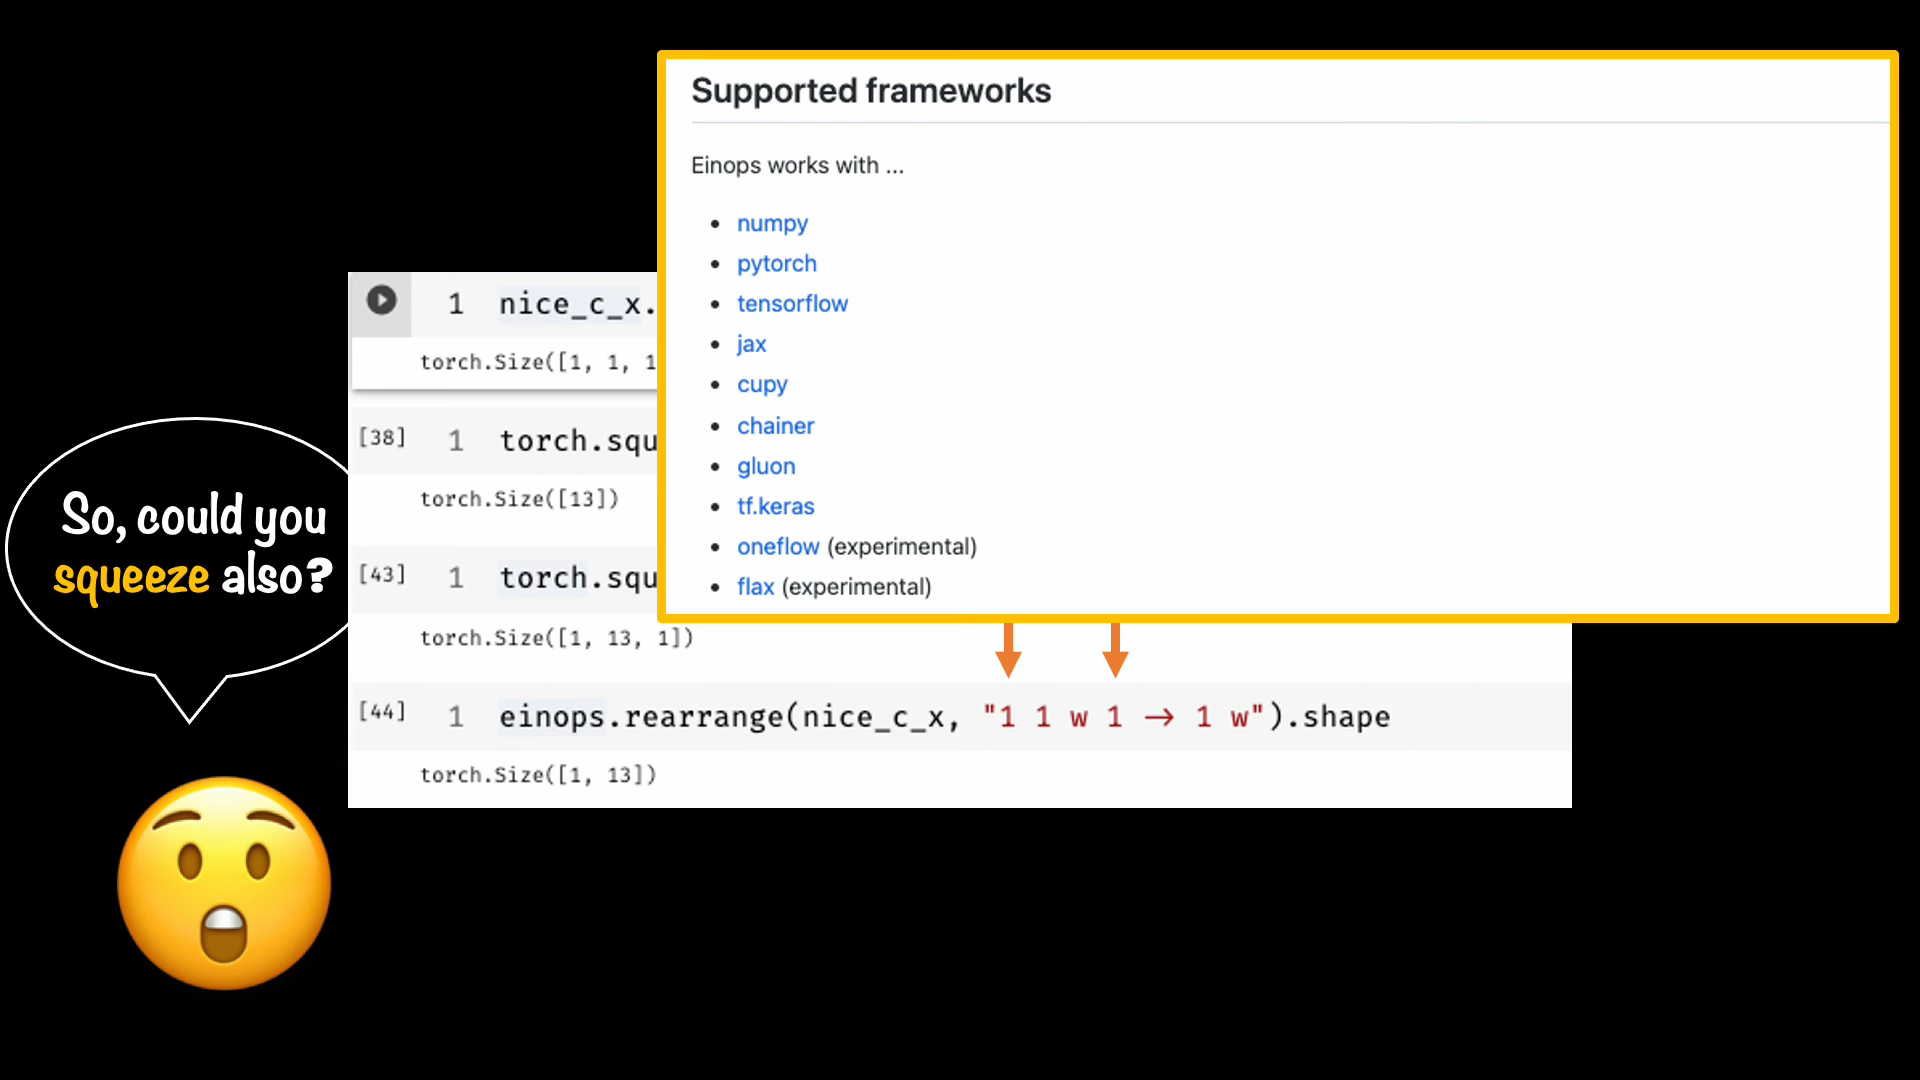 Supported frameworks
Einops works with ...
• numpy
• pytorch
• tensorflow
• jax
• cupy
• chainer
• gluon
• tf.keras
• oneflow (experimental)
• flax (experimental)
1 nice_c_x.
torch.Size([1, 1, 1
[38] 1 torch.squ
torch.Size([13])
[43] 1 torch.squ
torch.Size([1, 13, 1])
[44] 1 einops.rearrange(nice_c_x, "1 1 w 1 -> 1 w").shape
torch.Size([1, 13])
So, could you
squeeze also?